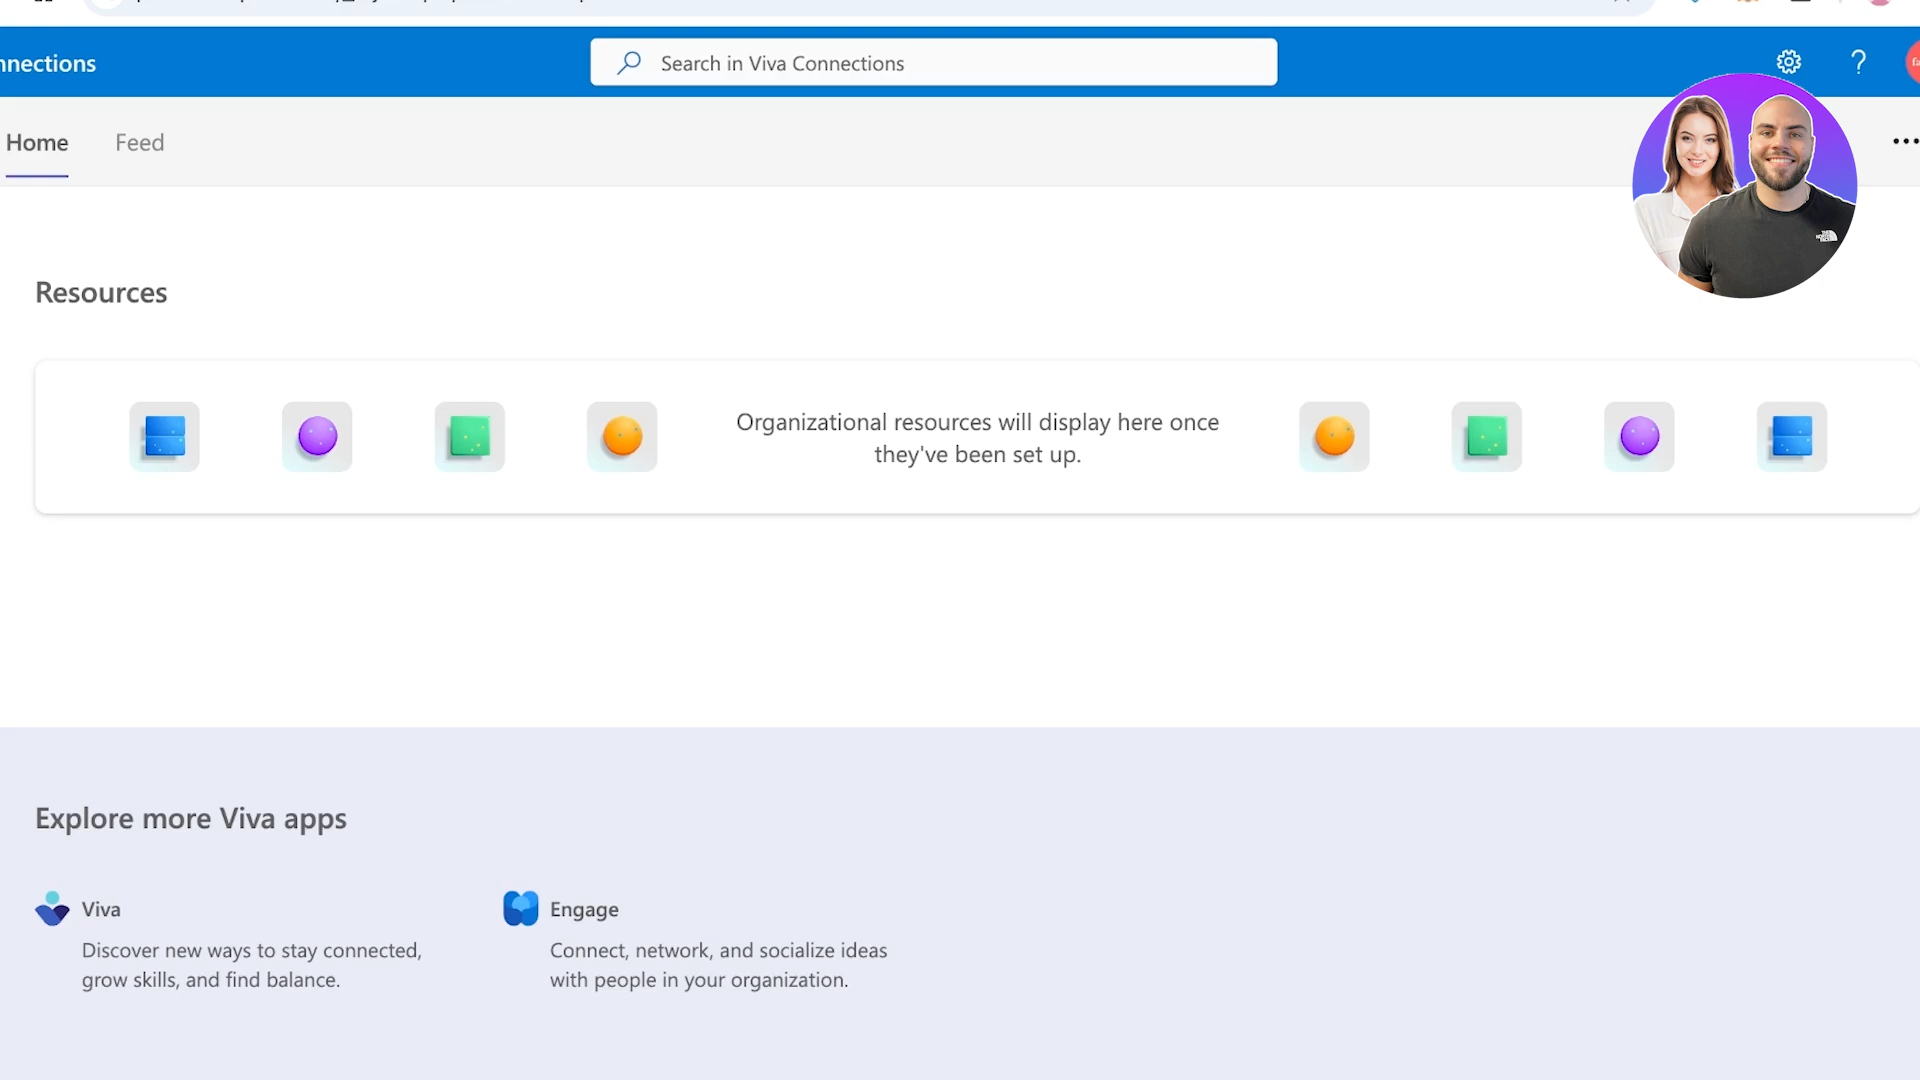 nnections
Search in Viva Connections
Home
Feed
Resources
Organizational resources will display here once
they've been set up.
Explore more Viva apps
Viva
Discover new ways to stay connected,
grow skills, and find balance.
Engage
Connect, network, and socialize ideas
with people in your organization.